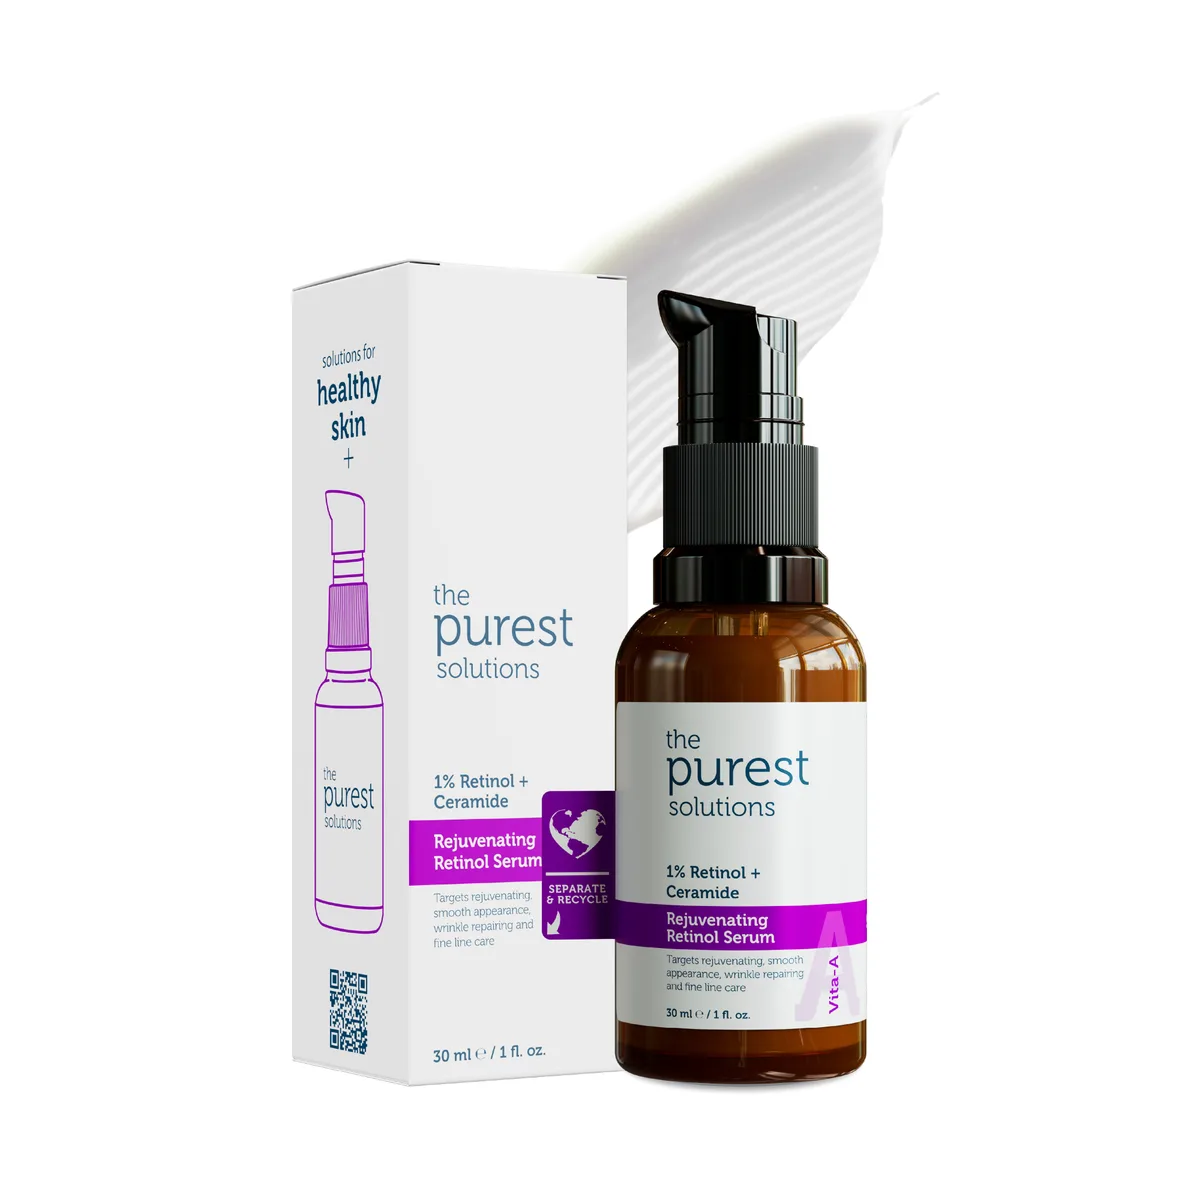 solutions for
healthy
skin
+
the
purest
solutions
the
purest
solutions
1% Retinol +
Ceramide
Rejuvenating
Retinol Serum
Targets rejuvenating,
smooth appearance,
wrinkle repairing and
fine line care
30 ml ℮ / 1 fl. oz.
SEPARATE
& RECYCLE
the
purest
solutions
1% Retinol +
Ceramide
Rejuvenating
Retinol Serum
Targets rejuvenating, smooth
appearance, wrinkle repairing
and fine line care
30 ml ℮ / 1 fl. oz.
A
Vita-A